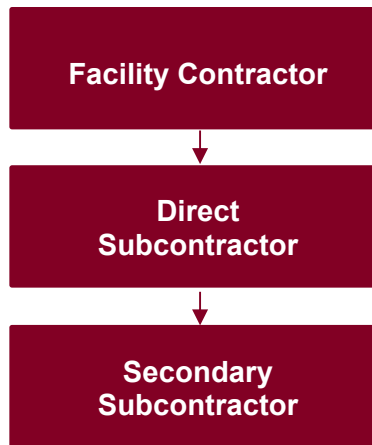 Facility Contractor
Direct
Subcontractor
Secondary
Subcontractor